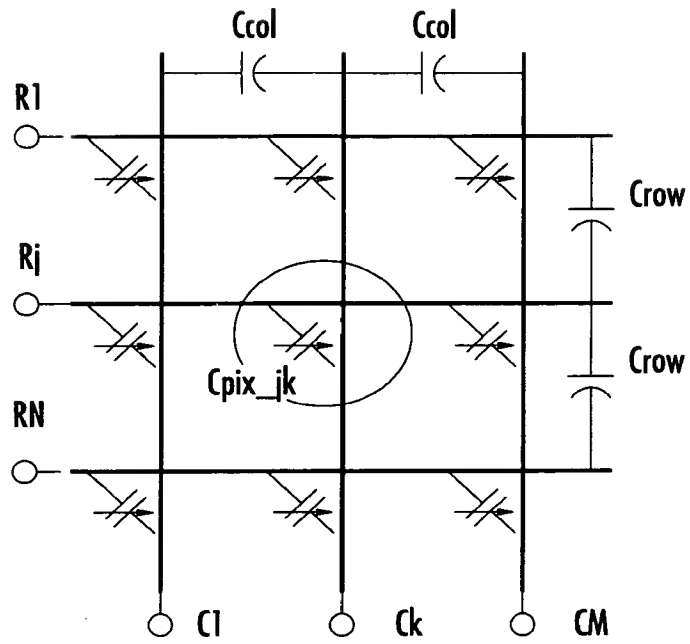 Ccol Ccol
R1
Crow
Rj
Crow
Cpix_jk
RN
C1 Ck CM